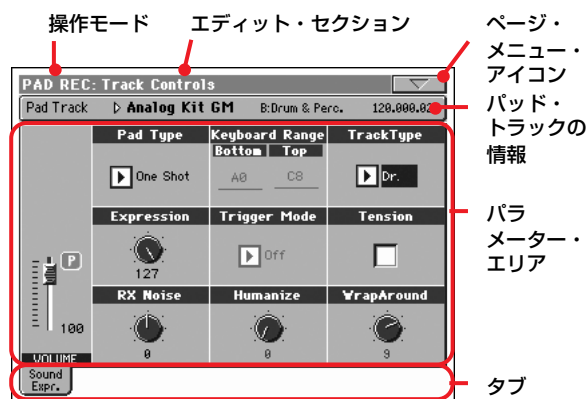 操作モード
エディット・セクション
ページ・
メニュー・
アイコン
PAD REC: Track Controls
Pad Track
Analog Kit GM
B:Drum & Perc.
120.000.02
パッド・
トラックの
情報
Pad Type
Keyboard Range
Bottom
Top
TrackType
One Shot
A0
C8
Dr.
Expression
127
Trigger Mode
Off
Tension
パラ
メーター・
エリア
P
100
VOLUME
RX Noise
0
Humanize
0
WrapAround
9
Sound
Expr.
タブ